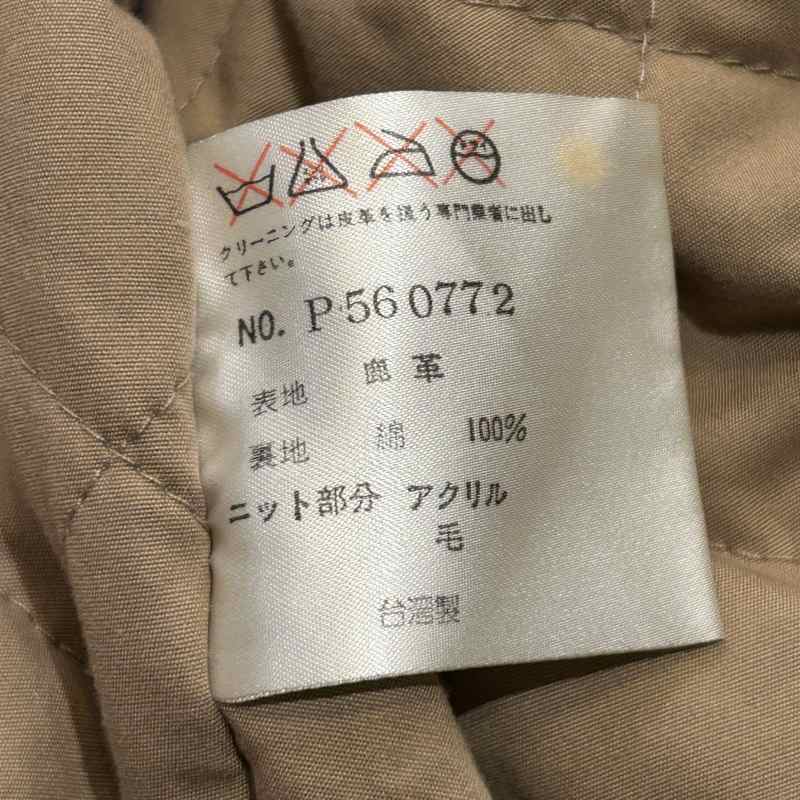 クリーニングは皮革を扱う専門業者に出し
て下さい。
NO. P-560772
表地 鹿革
裏地 綿 100%
ニット部分 アクリル
毛
台湾製